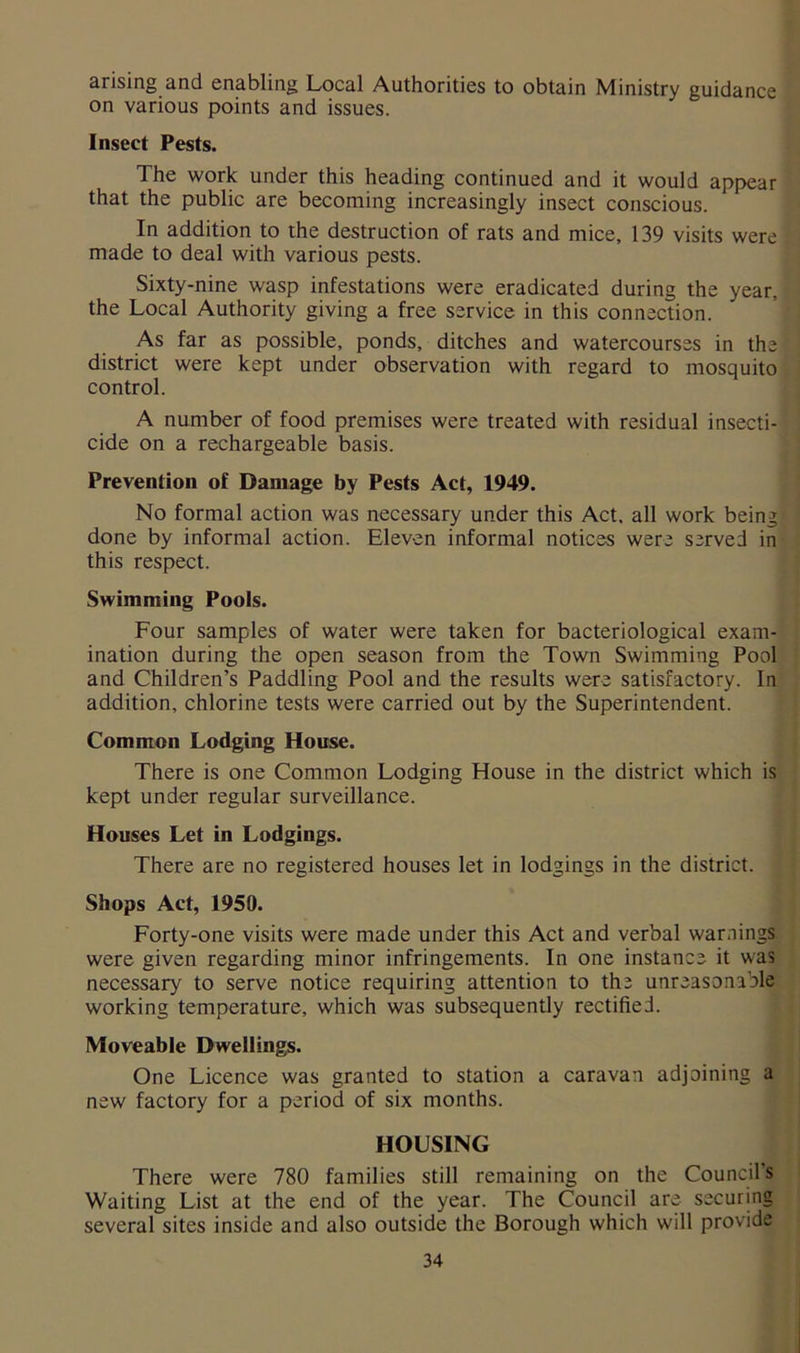 arising and enabling Local Authorities to obtain Ministry guidance
on various points and issues.
Insect Pests.
The work under this heading continued and it would appear
that the public are becoming increasingly insect conscious.
In addition to the destruction of rats and mice, 139 visits were
made to deal with various pests.
Sixty-nine wasp infestations were eradicated during the year,
the Local Authority giving a free service in this connection.
As far as possible, ponds, ditches and watercourses in the
district were kept under observation with regard to mosquito
control.
A number of food premises were treated with residual insecti-
cide on a rechargeable basis.
Prevention of Damage by Pests Act, 1949.
No formal action was necessary under this Act, all work being
done by informal action. Eleven informal notices were served in
this respect.
Swimming Pools.
Four samples of water were taken for bacteriological exam-
ination during the open season from the Town Swimming Pool
and Children's Paddling Pool and the results were satisfactory. In
addition, chlorine tests were carried out by the Superintendent.
Common Lodging House.
There is one Common Lodging House in the district which is
kept under regular surveillance.
Houses Let in Lodgings.
There are no registered houses let in lodgings in the district.
Shops Act, 1950.
Forty-one visits were made under this Act and verbal warnings
were given regarding minor infringements. In one instance it was
necessary to serve notice requiring attention to the unreasonable
working temperature, which was subsequently rectified.
Moveable Dwellings.
One Licence was granted to station a caravan adjoining a
new factory for a period of six months.
HOUSING
There were 780 families still remaining on the Council's
Waiting List at the end of the year. The Council are securing
several sites inside and also outside the Borough which will provide
34